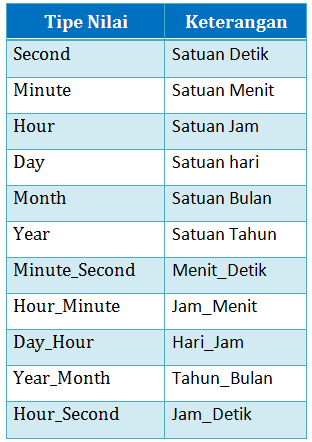 Tipe Nilai Keterangan
Second Satuan Detik
Minute Satuan Menit
Hour Satuan Jam
Day Satuan hari
Month Satuan Bulan
Year Satuan Tahun
Minute_Second Menit_Detik
Hour_Minute Jam_Menit
Day_Hour Hari_Jam
Year_Month Tahun_Bulan
Hour_Second Jam_Detik